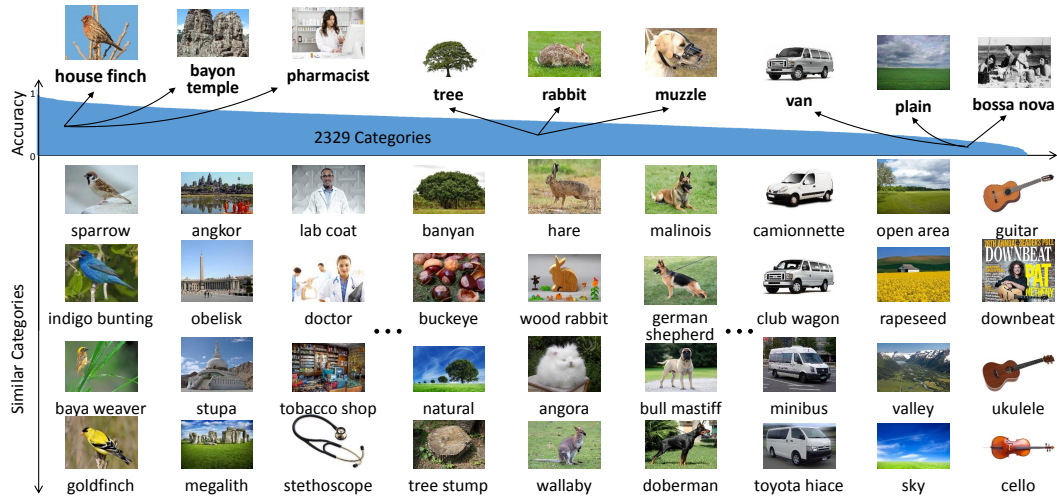 house finch
bayon
temple
pharmacist
tree
rabbit
muzzle
van
plain
bossa nova
Accuracy
1
0
2329 Categories
Similar Categories
sparrow
angkor
lab coat
banyan
hare
malinois
camionnette
open area
guitar
DOWNBEAT
PAT
indigo bunting
obelisk
doctor
buckeye
wood rabbit
german
shepherd
club wagon
rapeseed
downbeat
...
...
baya weaver
stupa
tobacco shop
natural
angora
bull mastiff
minibus
valley
ukulele
goldfinch
megalith
stethoscope
tree stump
wallaby
doberman
toyota hiace
sky
cello